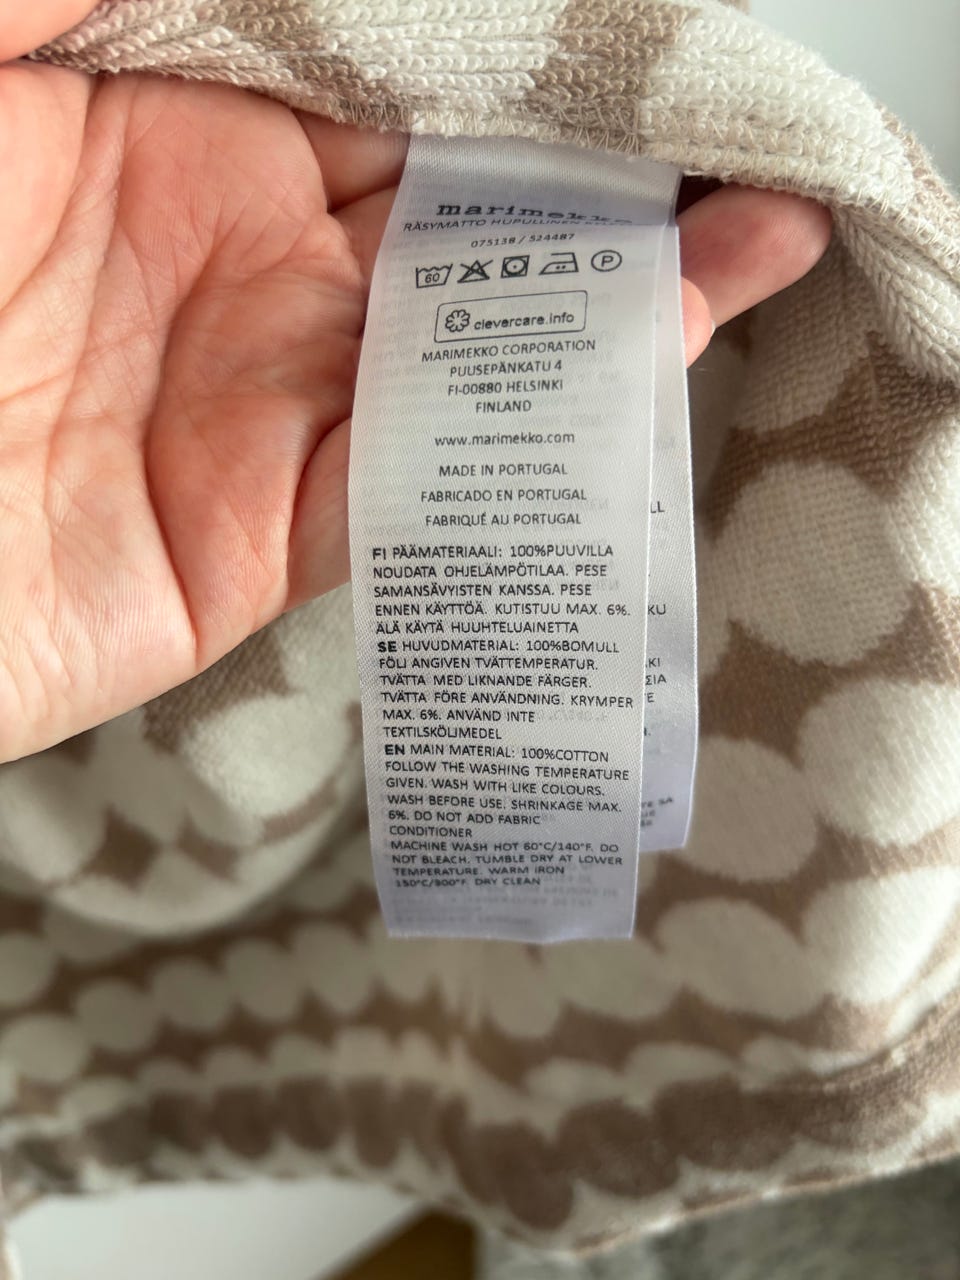 marimekko
RÄSYMATTO HUPULLINEN
075138 / 524487
60 P
clevercare.info
MARIMEKKO CORPORATION
PUUSEPÄNKATU 4
FI-00880 HELSINKI
FINLAND
www.marimekko.com
MADE IN PORTUGAL
FABRICADO EN PORTUGAL
FABRIQUÉ AU PORTUGAL
FI PÄÄMATERIAALI: 100%PUUVILLA
NOUDATA OHJELÄMPÖTILAA. PESE
SAMANSÄVYISTEN KANSSA. PESE
ENNEN KÄYTTÖÄ. KUTISTUU MAX. 6%.
ÄLÄ KÄYTÄ HUUHTELUAINETTA
SE HUVUDMATERIAL: 100%BOMULL
FÖLJ ANGIVEN TVÄTTEMPERATUR.
TVÄTTA MED LIKNANDE FÄRGER.
TVÄTTA FÖRE ANVÄNDNING. KRYMPER
MAX. 6%. ANVÄND INTE
TEXTILSKÖLJMEDEL
EN MAIN MATERIAL: 100%COTTON
FOLLOW THE WASHING TEMPERATURE
GIVEN. WASH WITH LIKE COLOURS.
WASH BEFORE USE. SHRINKAGE MAX.
6%. DO NOT ADD FABRIC
CONDITIONER
MACHINE WASH HOT 60°C/140°F. DO
NOT BLEACH. TUMBLE DRY AT LOWER
TEMPERATURE. WARM IRON
150°C/300°F. DRY CLEAN